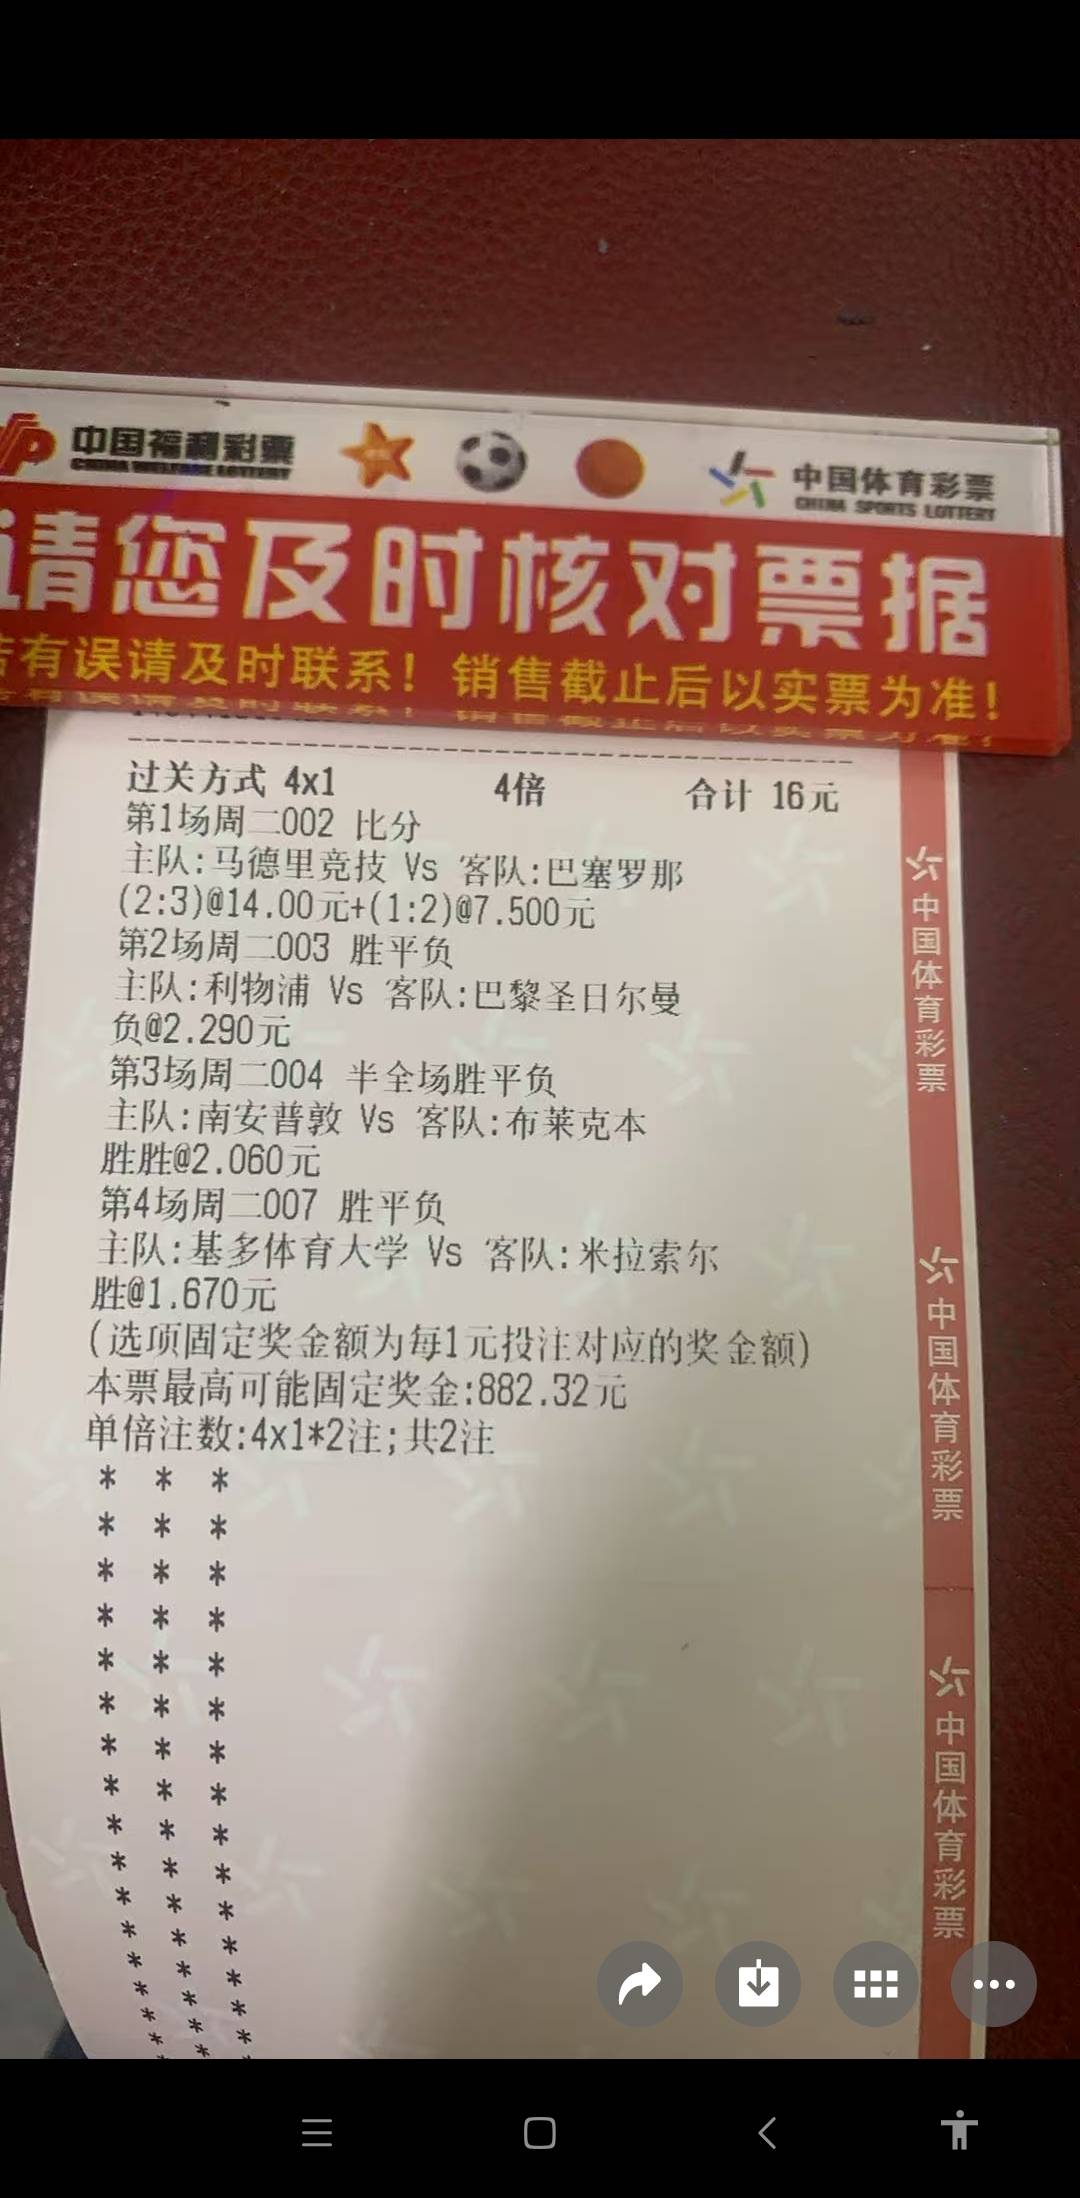 中国福利彩票
CHINA WELFARE LOTTERY
中国体育彩票
CHINA SPORTS LOTTERY
请您及时核对票据
若有误请及时联系！销售截止后以实票为准！
过关方式 4x1 4倍 合计 16元
第1场周二002 比分
主队:马德里竞技 Vs 客队:巴塞罗那
(2:3)@14.00元+(1:2)@7.500元
第2场周二003 胜平负
主队:利物浦 Vs 客队:巴黎圣日尔曼
负@2.290元
第3场周二004 半全场胜平负
主队:南安普敦 Vs 客队:布莱克本
胜胜@2.060元
第4场周二007 胜平负
主队:基多体育大学 Vs 客队:米拉索尔
胜@1.670元
(选项固定奖金额为每1元投注对应的奖金额)
本票最高可能固定奖金:882.32元
单倍注数:4x1*2注;共2注
中国体育彩票
中国体育彩票
中国体育彩票